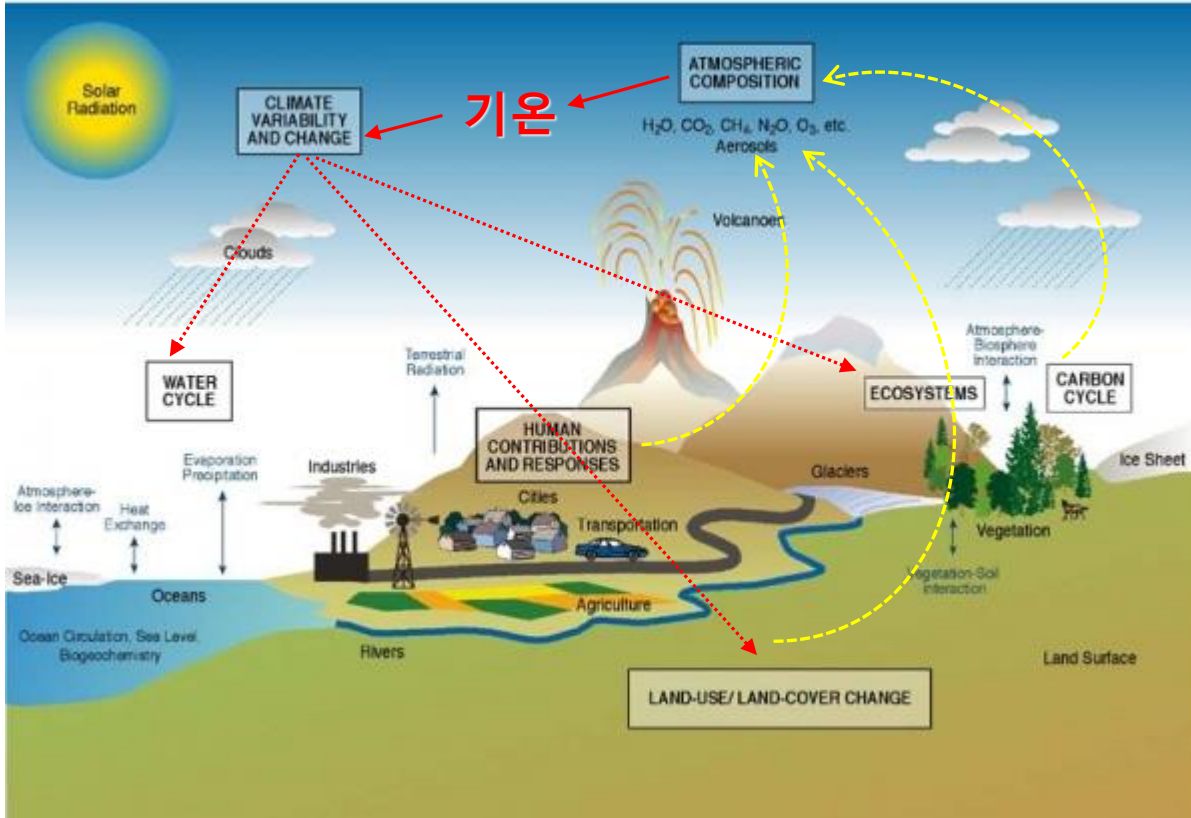 Solar
Radiation
CLIMATE
VARIABILITY
AND CHANGE
기온
ATMOSPHERIC
COMPOSITION
H₂O, CO₂, CH₄, N₂O, O₃, etc.
Aerosols
Clouds
Volcanoes
Atmosphere-
Biosphere
Interaction
Terrestrial
Radiation
WATER
CYCLE
ECOSYSTEMS
CARBON
CYCLE
HUMAN
CONTRIBUTIONS
AND RESPONSES
Evaporation
Precipitation
Industries
Glaciers
Ice Sheet
Atmosphere-
Ice Interaction
Heat
Exchange
Cities
Transportation
Vegetation
Sea-Ice
Oceans
Vegetation-Soil
Interaction
Agriculture
Ocean Circulation, Sea Level,
Biogeochemistry
Rivers
Land Surface
LAND-USE/ LAND-COVER CHANGE